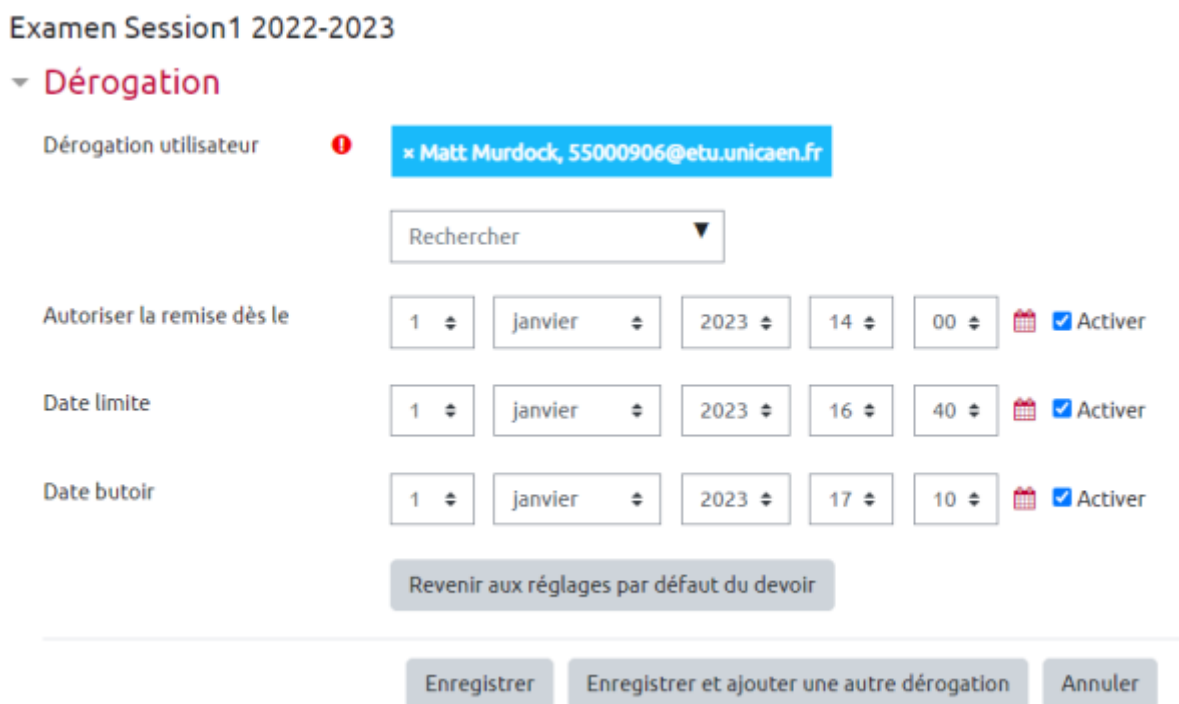 Examen Session1 2022-2023
Dérogation
Dérogation utilisateur
× Matt Murdock, 55000906@etu.unicaen.fr
Rechercher
Autoriser la remise dès le 1 janvier 2023 14 00 Activer
Date limite 1 janvier 2023 16 40 Activer
Date butoir 1 janvier 2023 17 10 Activer
Revenir aux réglages par défaut du devoir
Enregistrer Enregistrer et ajouter une autre dérogation Annuler